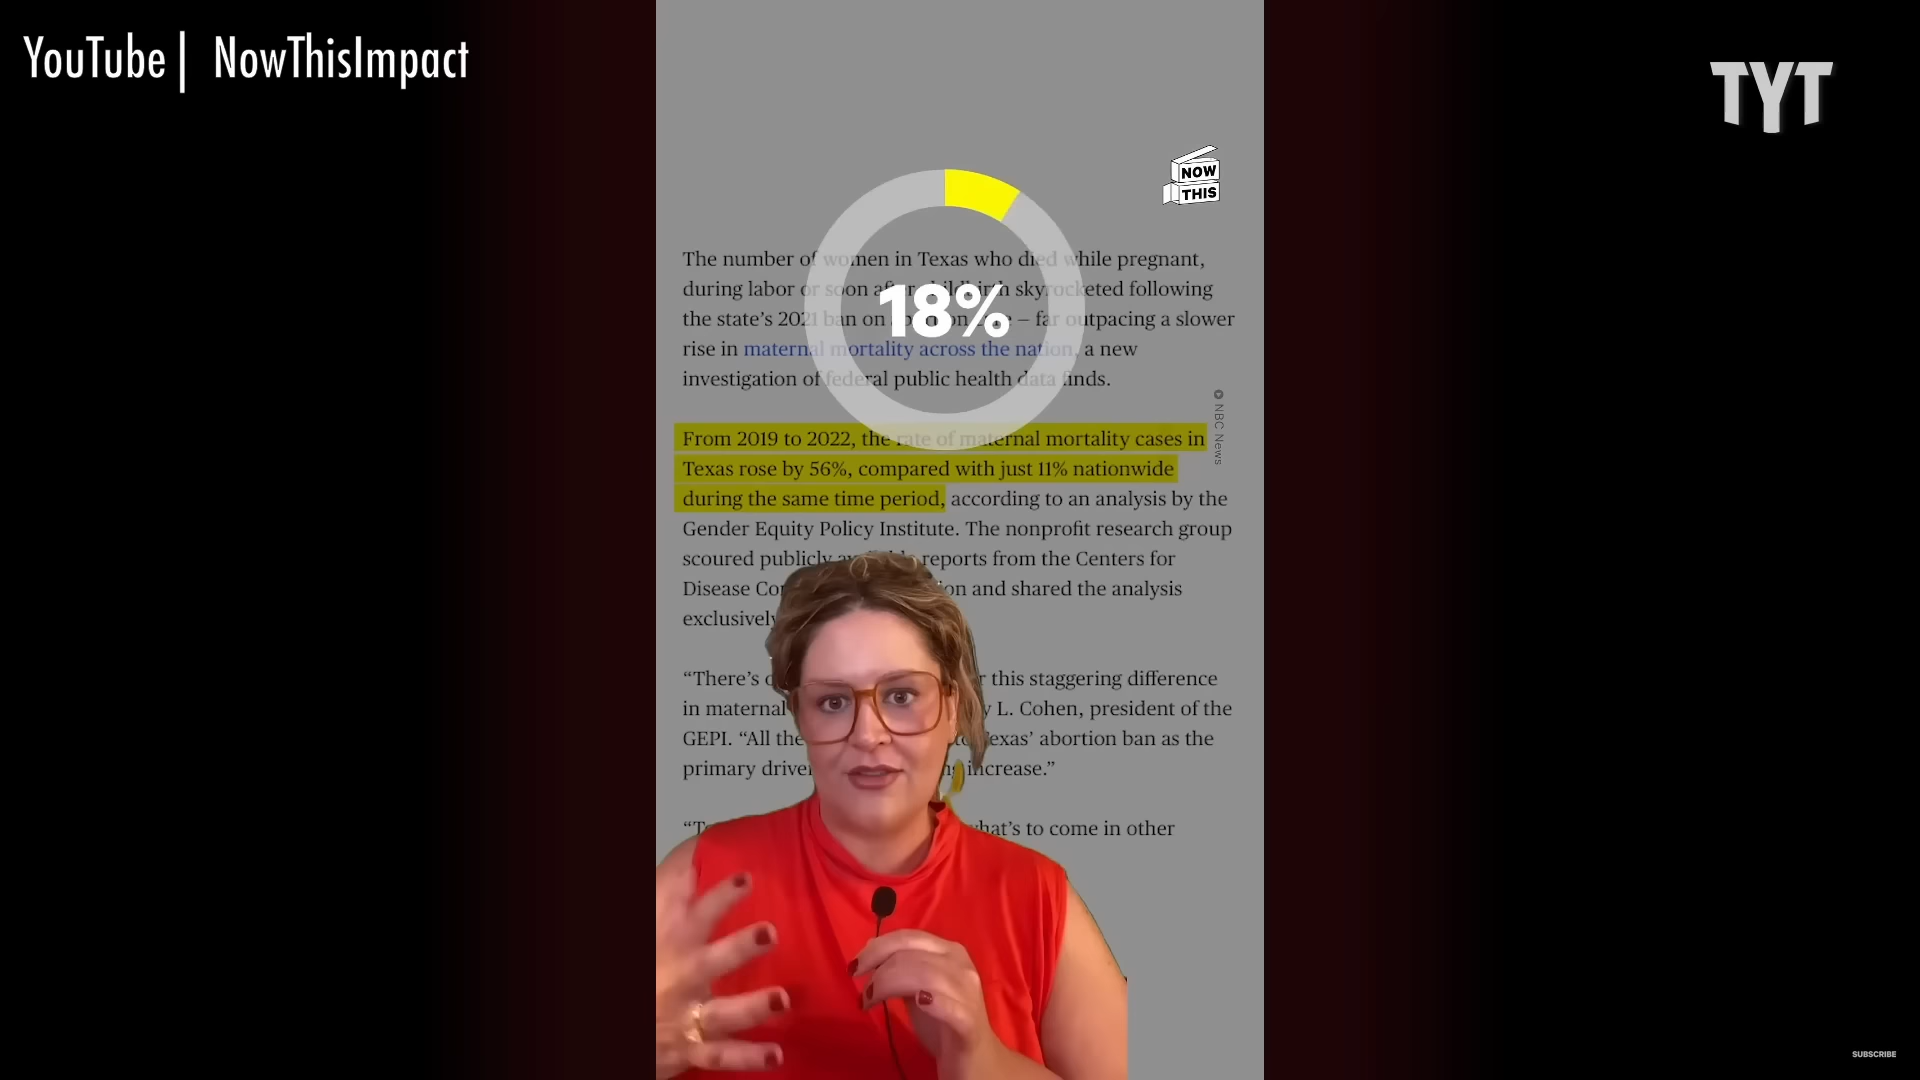 YouTube| NowThisImpact
TYT
NOW
THIS
18%
The number of women in Texas who died while pregnant,
during labor or soon after childbirth skyrocketed following
the state's 2021 ban on abortion care – far outpacing a slower
rise in maternal mortality across the nation, a new
investigation of federal public health data finds.
© NBC News
From 2019 to 2022, the rate of maternal mortality cases in
Texas rose by 56%, compared with just 11% nationwide
during the same time period, according to an analysis by the
Gender Equity Policy Institute. The nonprofit research group
scoured publicly reports from the Centers for
Disease and shared the analysis
exclusively
“There's this staggering difference
in maternal L. Cohen, president of the
GEPI. “All the Texas' abortion ban as the
primary increase.”
what's to come in other
SUBSCRIBE